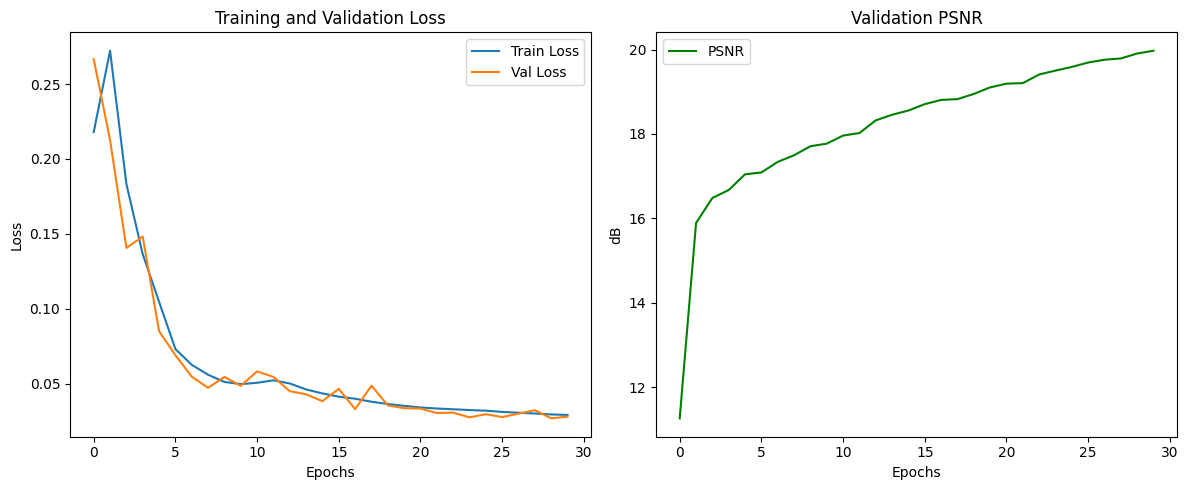 Training and Validation Loss
Train Loss
Val Loss
0.25
0.20
0.15
0.10
0.05
Loss
0
5
10
15
20
25
30
Epochs
Validation PSNR
PSNR
20
18
16
14
12
dB
0
5
10
15
20
25
30
Epochs